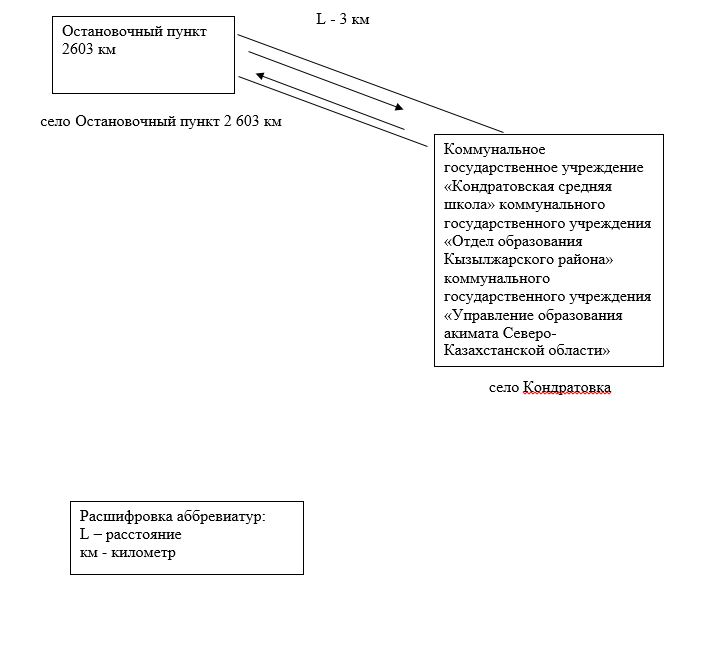 L - 3 км
Остановочный пункт
2603 км
село Остановочный пункт 2 603 км
Коммунальное
государственное учреждение
«Кондратовская средняя
школа» коммунального
государственного учреждения
«Отдел образования
Кызылжарского района»
коммунального
государственного учреждения
«Управление образования
акимата Северо-
Казахстанской области»
село Кондратовка
Расшифровка аббревиатур:
L – расстояние
км - километр